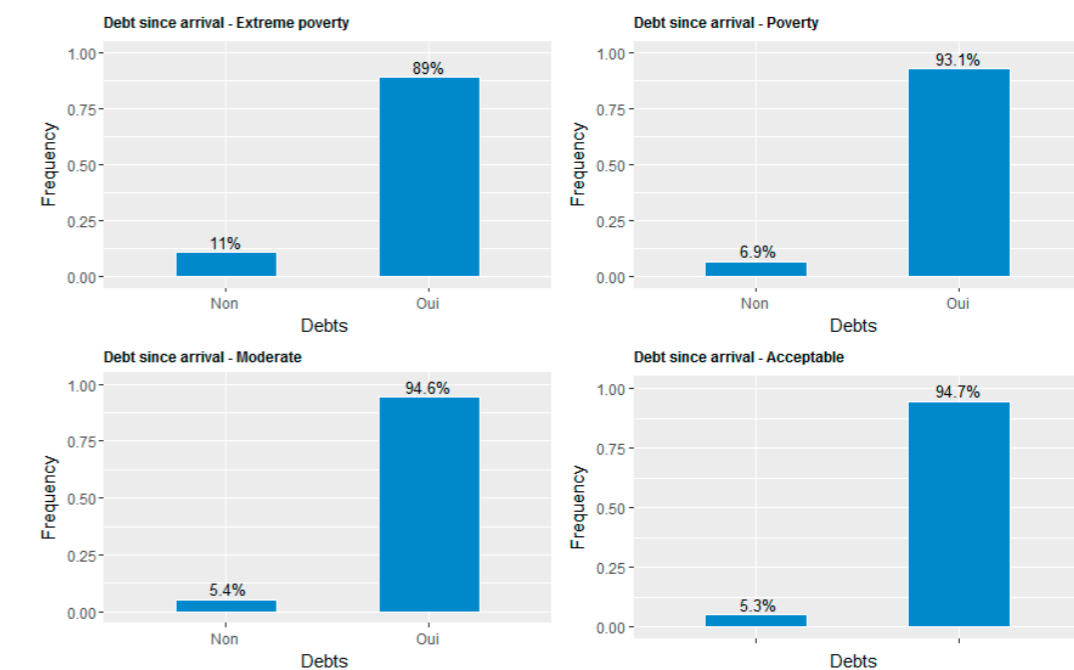 Debt since arrival - Extreme poverty
1.00
0.75
0.50
0.25
0.00
Frequency
89%
11%
Non
Oui
Debts
Debt since arrival - Poverty
1.00
0.75
0.50
0.25
0.00
Frequency
93.1%
6.9%
Non
Oui
Debts
Debt since arrival - Moderate
1.00
0.75
0.50
0.25
0.00
Frequency
94.6%
5.4%
Non
Oui
Debts
Debt since arrival - Acceptable
1.00
0.75
0.50
0.25
0.00
Frequency
94.7%
5.3%
Debts